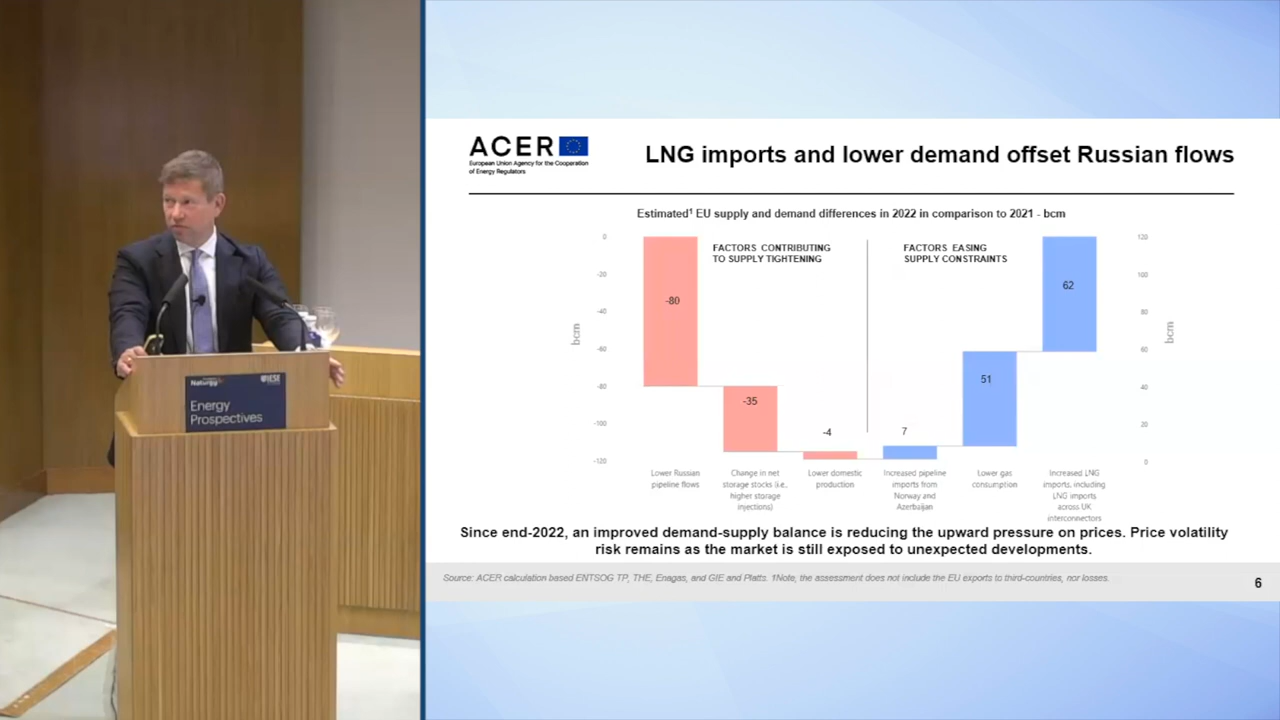 Naturgy
IESE
Energy
Prospectives
ACER
European Union Agency for the Cooperation
of Energy Regulators
LNG imports and lower demand offset Russian flows
Estimated¹ EU supply and demand differences in 2022 in comparison to 2021 - bcm
FACTORS CONTRIBUTING
TO SUPPLY TIGHTENING
FACTORS EASING
SUPPLY CONSTRAINTS
bcm
0
-20
-40
-60
-80
-100
-120
-80
-35
-4
7
51
62
120
100
80
60
40
20
0
bcm
Lower Russian
pipeline flows
Change in net
storage stocks (i.e.,
higher storage
injections)
Lower domestic
production
Increased pipeline
imports from
Norway and
Azerbaijan
Lower gas
consumption
Increased LNG
imports, including
LNG imports
across UK
interconnectors
Since end-2022, an improved demand-supply balance is reducing the upward pressure on prices. Price volatility
risk remains as the market is still exposed to unexpected developments.
Source: ACER calculation based ENTSOG TP, THE, Enagas, and GIE and Platts. 1Note, the assessment does not include the EU exports to third-countries, nor losses.
6